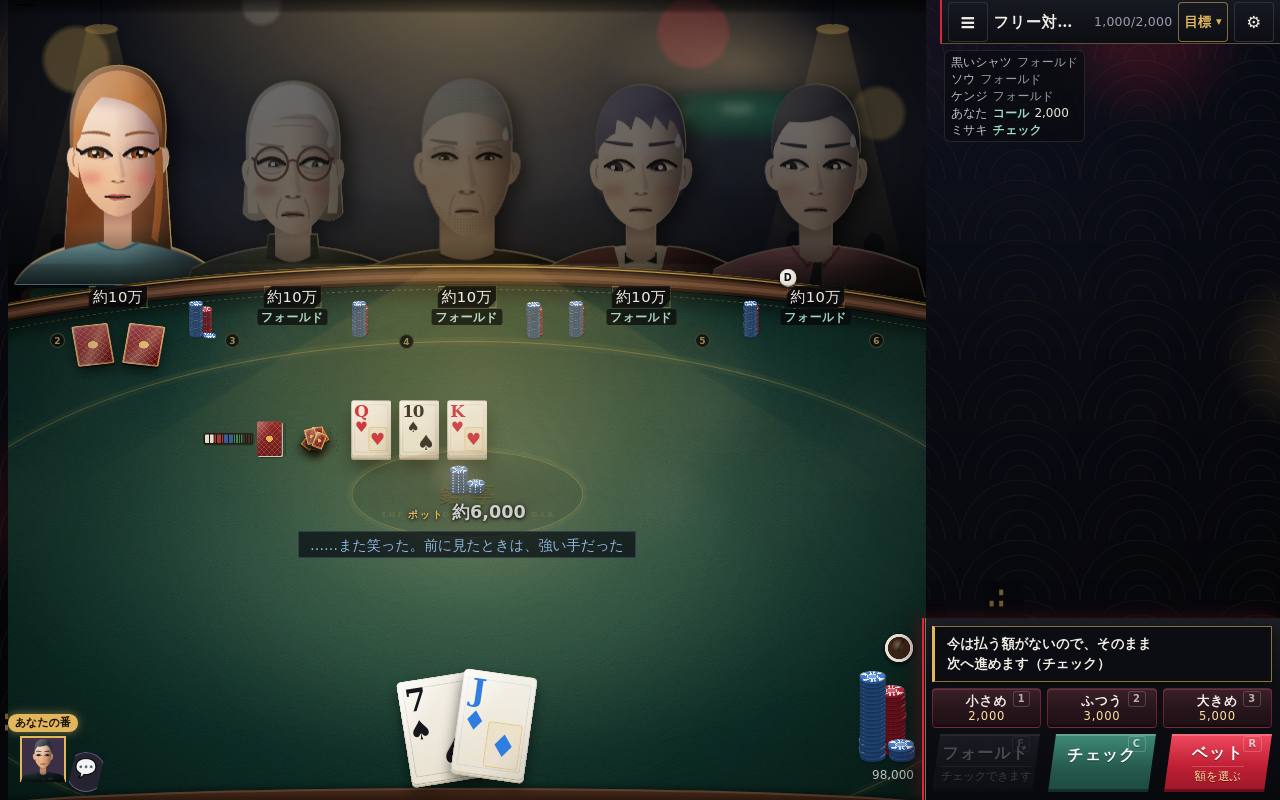 フリー対…
1,000/2,000
目標 ▾
黒いシャツ フォールド
ソウ フォールド
ケンジ フォールド
あなた コール 2,000
ミサキ チェック
D
約10万
約10万
約10万
約10万
約10万
フォールド
フォールド
フォールド
フォールド
2
3
4
5
6
Q
10
K
ポット 約6,000
……また笑った。前に見たときは、強い手だった
7
J
98,000
あなたの番
今は払う額がないので、そのまま
次へ進めます（チェック）
小さめ 1
2,000
ふつう 2
3,000
大きめ 3
5,000
フォールド F
チェックできます
チェック C
ベット R
額を選ぶ